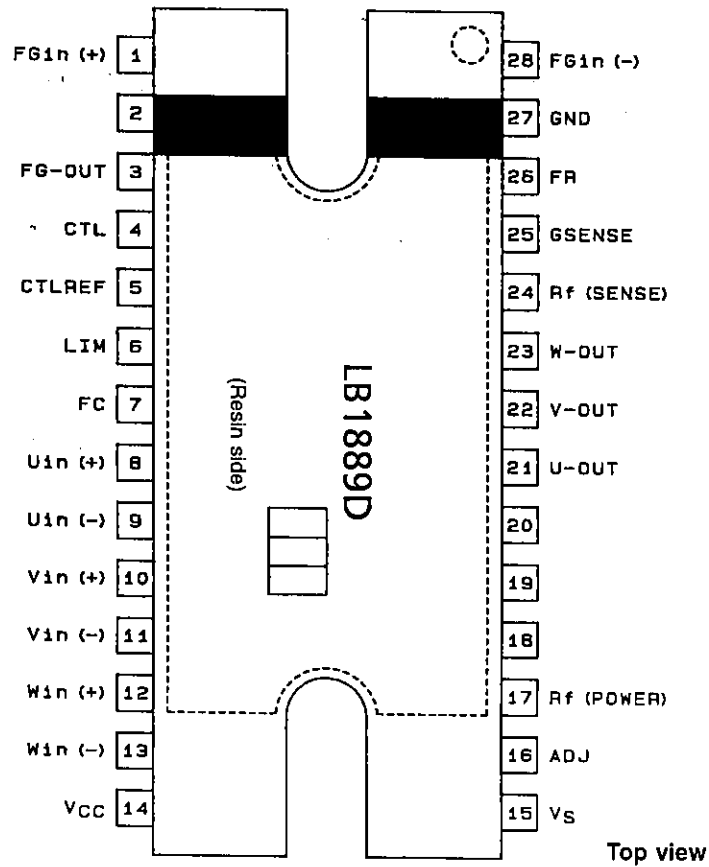 FGin (+) 1
2
FG-OUT 3
CTL 4
CTLREF 5
LIM 6
FC 7
Uin (+) 8
Uin (-) 9
Vin (+) 10
Vin (-) 11
Win (+) 12
Win (-) 13
VCC 14
(Resin side)
LB1889D
28 FGin (-)
27 GND
26 FR
25 GSENSE
24 Rf (SENSE)
23 W-OUT
22 V-OUT
21 U-OUT
20
19
18
17 Rf (POWER)
16 ADJ
15 VS
Top view